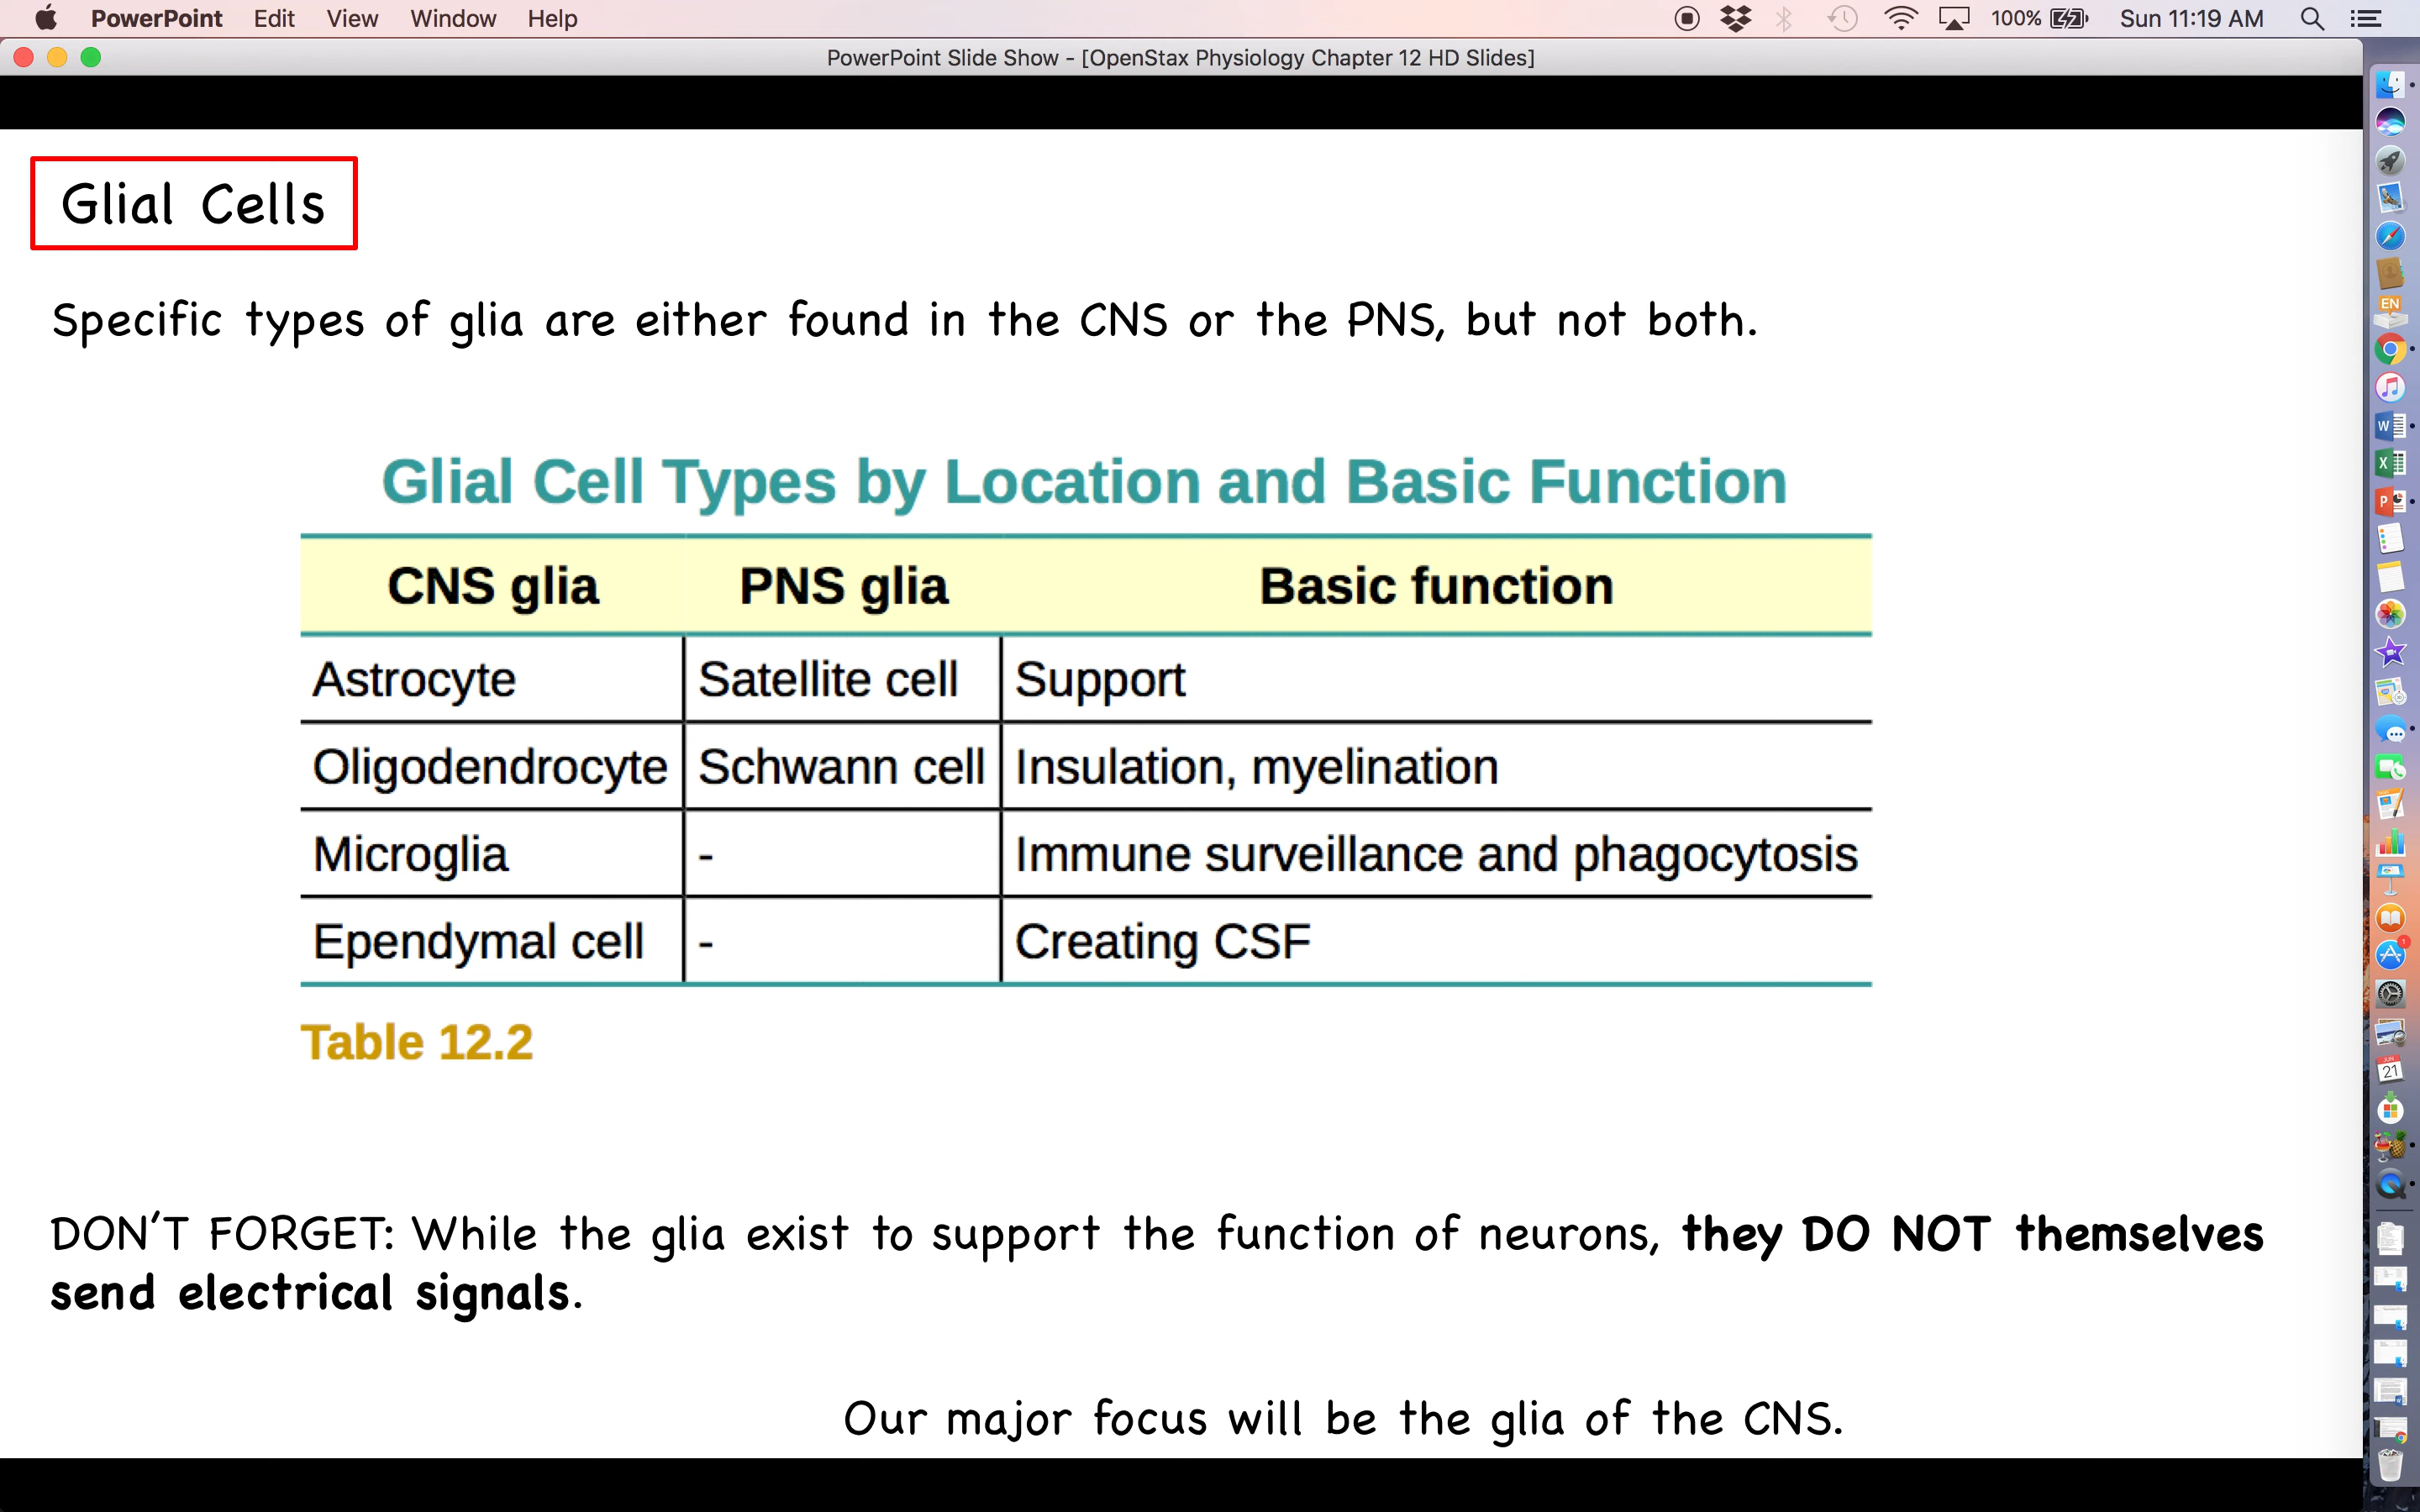 PowerPoint Edit View Window Help 100% Sun 11:19 AM
PowerPoint Slide Show - [OpenStax Physiology Chapter 12 HD Slides]
Glial Cells
Specific types of glia are either found in the CNS or the PNS, but not both.
Glial Cell Types by Location and Basic Function
CNS glia PNS glia Basic function
Astrocyte Satellite cell Support
Oligodendrocyte Schwann cell Insulation, myelination
Microglia - Immune surveillance and phagocytosis
Ependymal cell - Creating CSF
Table 12.2
DON'T FORGET: While the glia exist to support the function of neurons, they DO NOT themselves
send electrical signals.
Our major focus will be the glia of the CNS.
EN
W
X
P
1
JUN
21